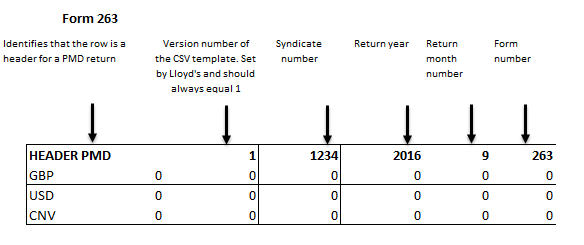 Form 263
Identifies that the row is a
header for a PMD return
Version number of
the CSV template. Set
by Lloyd's and should
always equal 1
Syndicate
number
Return year
Return
month
number
Form
number
HEADER PMD 1 1234 2016 9 263
GBP 0 0 0 0 0 0
USD 0 0 0 0 0 0
CNV 0 0 0 0 0 0